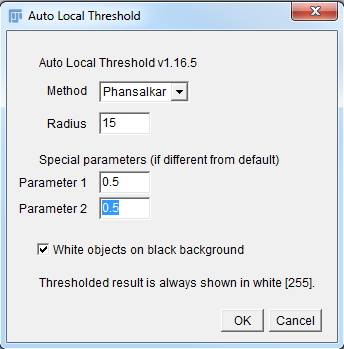 Auto Local Threshold
Auto Local Threshold v1.16.5
Method Phansalkar
Radius 15
Special parameters (if different from default)
Parameter 1 0.5
Parameter 2 0.5
White objects on black background
Thresholded result is always shown in white [255].
OK Cancel